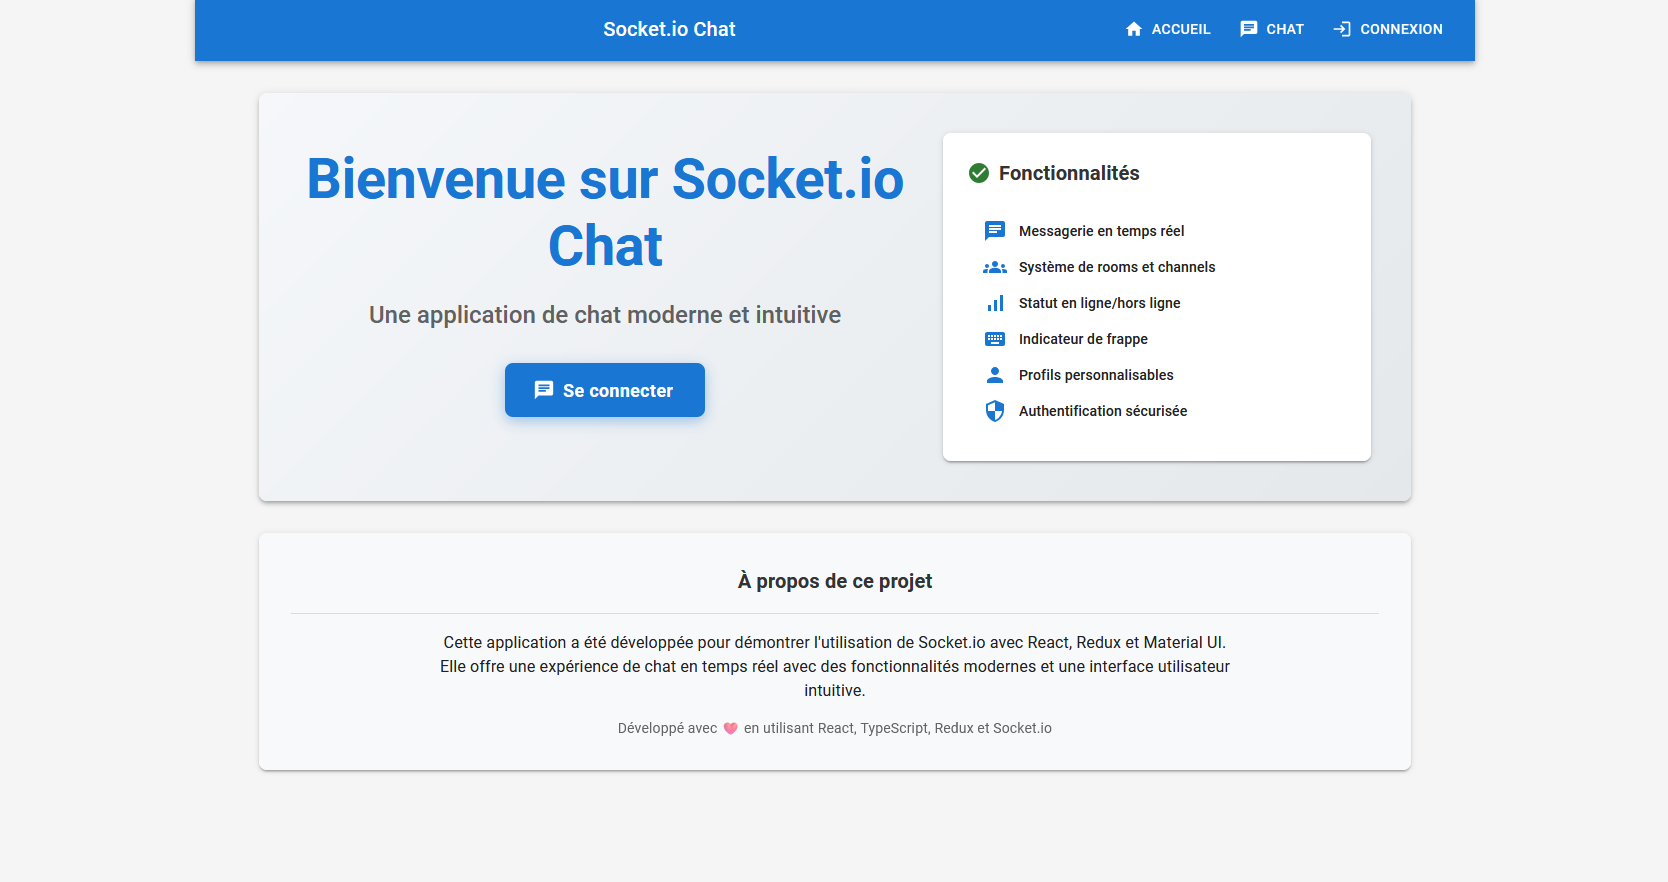 Socket.io Chat
ACCUEIL
CHAT
CONNEXION
Bienvenue sur Socket.io
Chat
Une application de chat moderne et intuitive
Se connecter
Fonctionnalités
Messagerie en temps réel
Système de rooms et channels
Statut en ligne/hors ligne
Indicateur de frappe
Profils personnalisables
Authentification sécurisée
À propos de ce projet
Cette application a été développée pour démontrer l'utilisation de Socket.io avec React, Redux et Material UI.
Elle offre une expérience de chat en temps réel avec des fonctionnalités modernes et une interface utilisateur
intuitive.
Développé avec 💗 en utilisant React, TypeScript, Redux et Socket.io